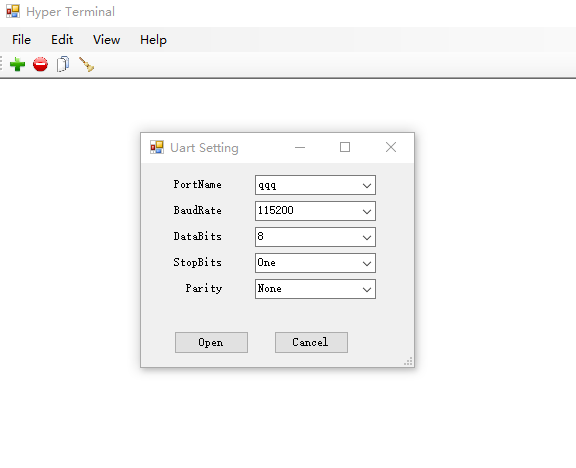 Hyper Terminal
File Edit View Help
Uart Setting
PortName qqq
BaudRate 115200
DataBits 8
StopBits One
Parity None
Open Cancel